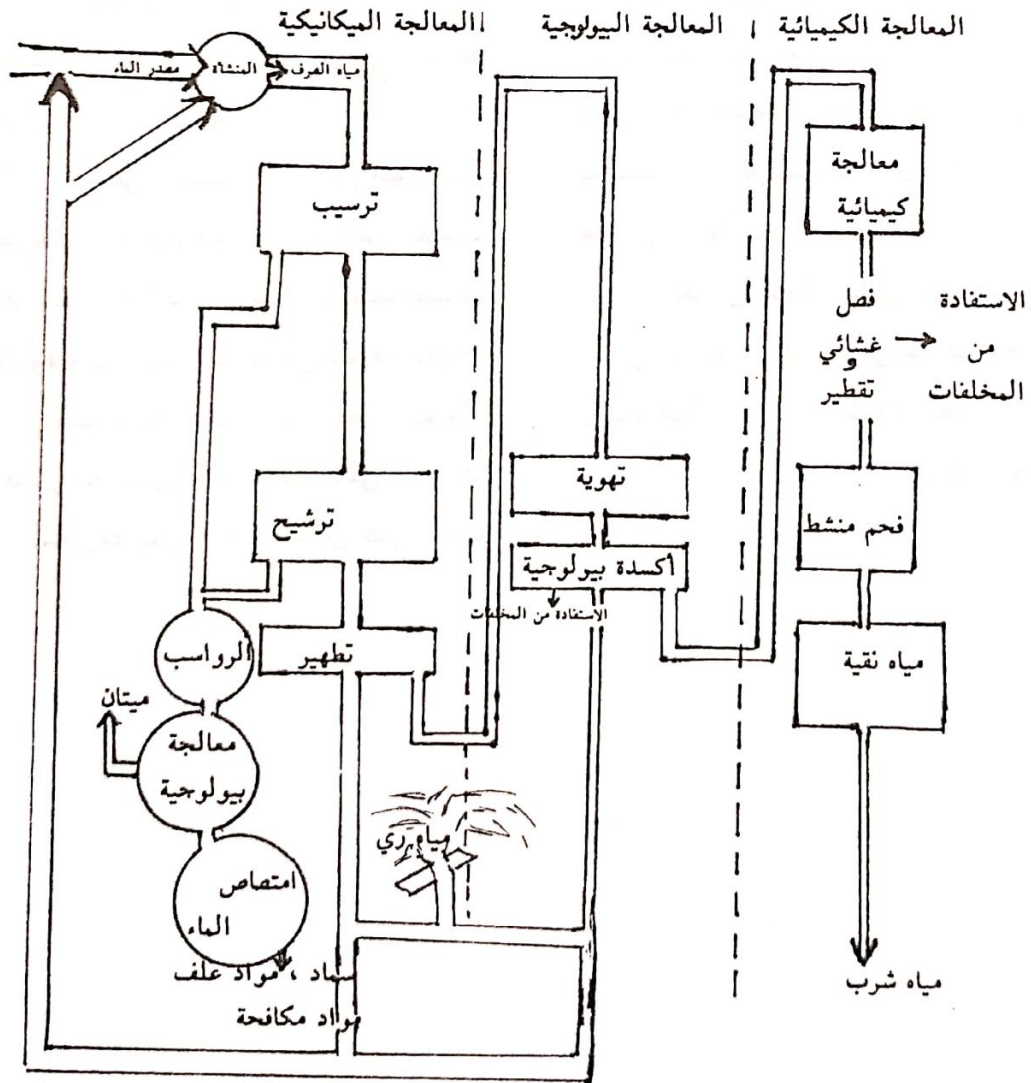 المعالجة الكيميائية
المعالجة البيولوجية
المعالجة الميكانيكية
مياه الصرف
المنشأة
مصدر الماء
ترسيب
ترشيح
تطهير
الرواسب
ميتان
معالجة
بيولوجية
امتصاص
الماء
سماد ، مواد علف
مواد مكافحة
مياه ري
تهوية
أكسدة بيولوجية
الاستفادة من المخلفات
معالجة
كيميائية
فصل
غشائي
و
تقطير
الاستفادة
من
المخلفات
فحم منشط
مياه نقية
مياه شرب